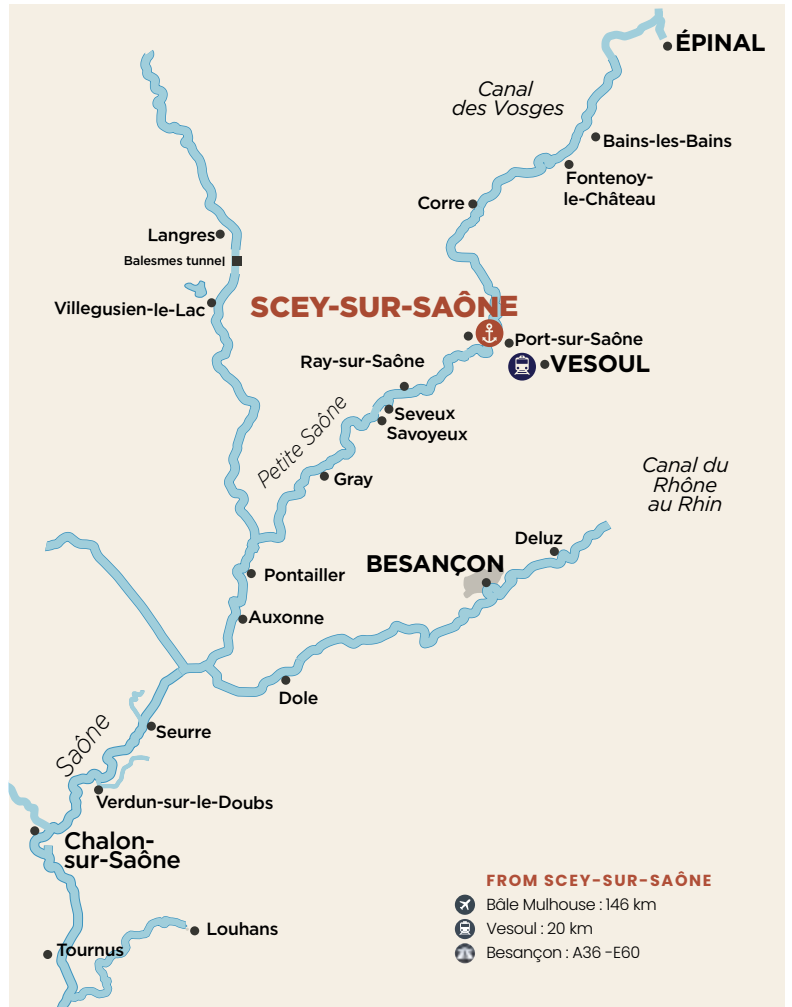 ÉPINAL
Canal
des Vosges
Bains-les-Bains
Fontenoy-
le-Château
Corre
Langres
Balesmes tunnel
Villegusien-le-Lac
SCEY-SUR-SAÔNE
Port-sur-Saône
VESOUL
Ray-sur-Saône
Seveux
Savoyeux
Petite Saône
Gray
Canal du
Rhône
au Rhin
Deluz
BESANÇON
Pontailler
Auxonne
Dole
Seurre
Saône
Verdun-sur-le-Doubs
Chalon-
sur-Saône
Louhans
Tournus
FROM SCEY-SUR-SAÔNE
Bâle Mulhouse : 146 km
Vesoul : 20 km
Besançon : A36 -E60